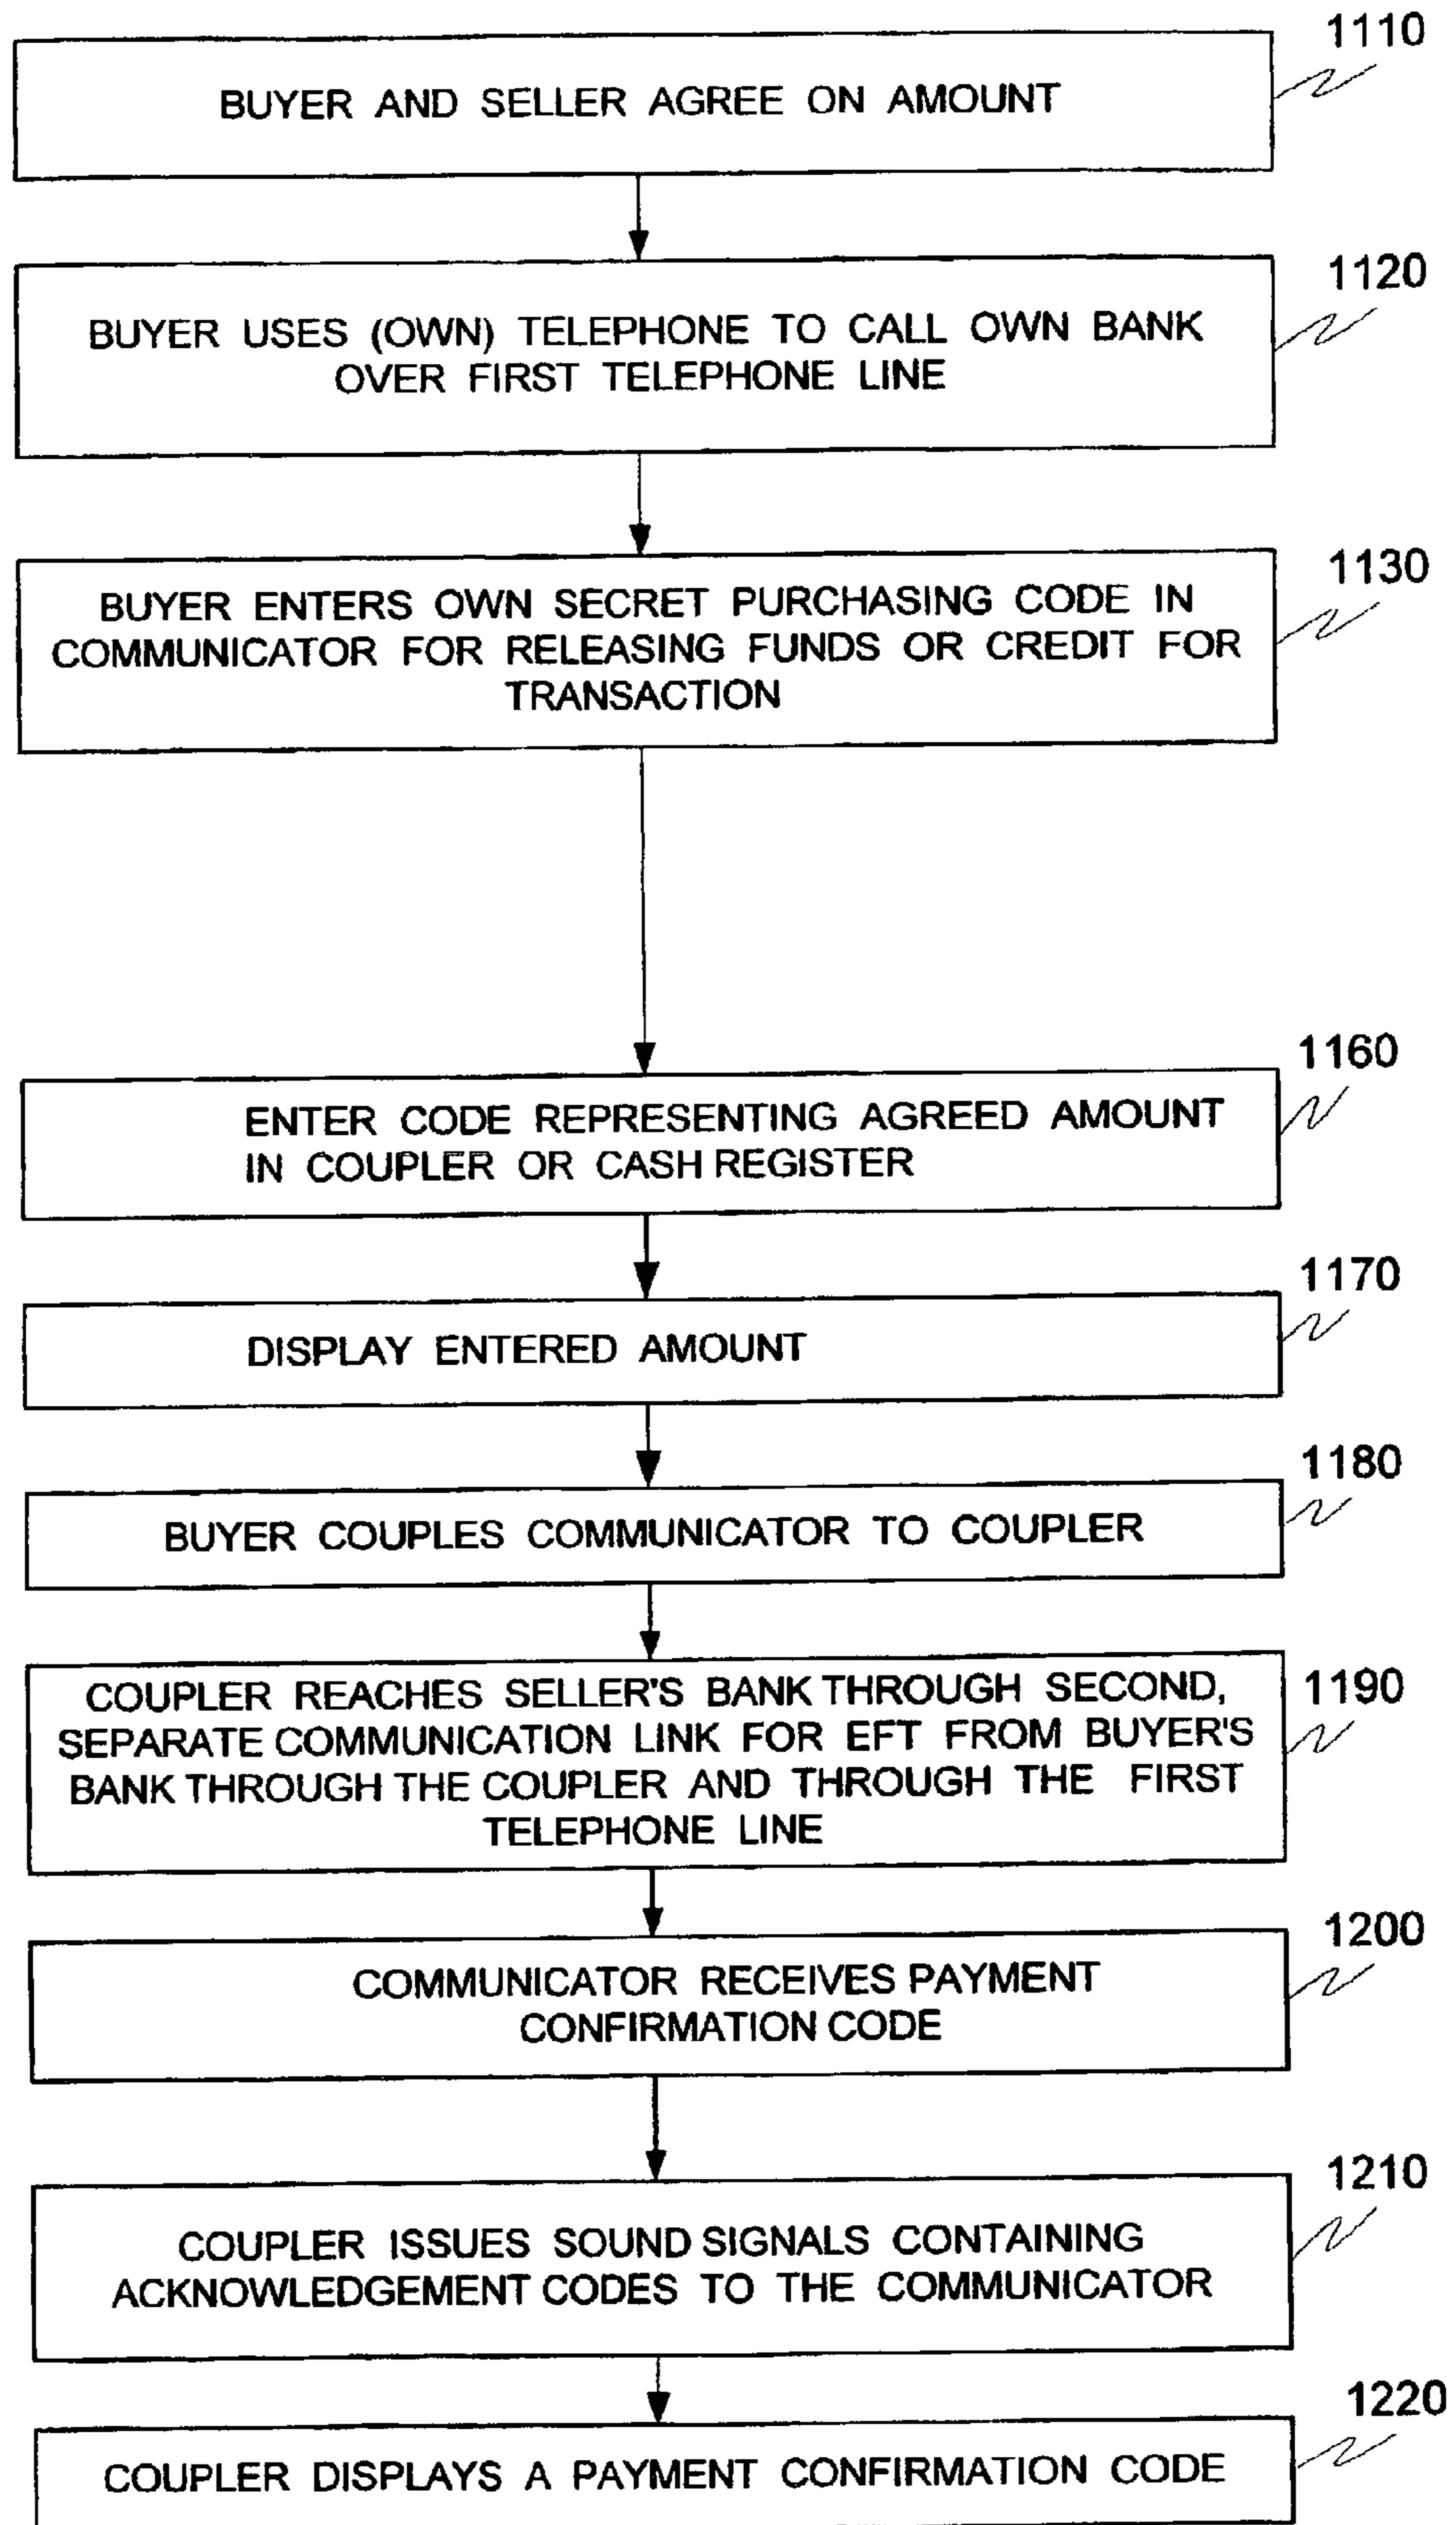 1110
BUYER AND SELLER AGREE ON AMOUNT
1120
BUYER USES (OWN) TELEPHONE TO CALL OWN BANK
OVER FIRST TELEPHONE LINE
1130
BUYER ENTERS OWN SECRET PURCHASING CODE IN
COMMUNICATOR FOR RELEASING FUNDS OR CREDIT FOR
TRANSACTION
1160
ENTER CODE REPRESENTING AGREED AMOUNT
IN COUPLER OR CASH REGISTER
1170
DISPLAY ENTERED AMOUNT
1180
BUYER COUPLES COMMUNICATOR TO COUPLER
1190
COUPLER REACHES SELLER'S BANK THROUGH SECOND,
SEPARATE COMMUNICATION LINK FOR EFT FROM BUYER'S
BANK THROUGH THE COUPLER AND THROUGH THE FIRST
TELEPHONE LINE
1200
COMMUNICATOR RECEIVES PAYMENT
CONFIRMATION CODE
1210
COUPLER ISSUES SOUND SIGNALS CONTAINING
ACKNOWLEDGEMENT CODES TO THE COMMUNICATOR
1220
COUPLER DISPLAYS A PAYMENT CONFIRMATION CODE